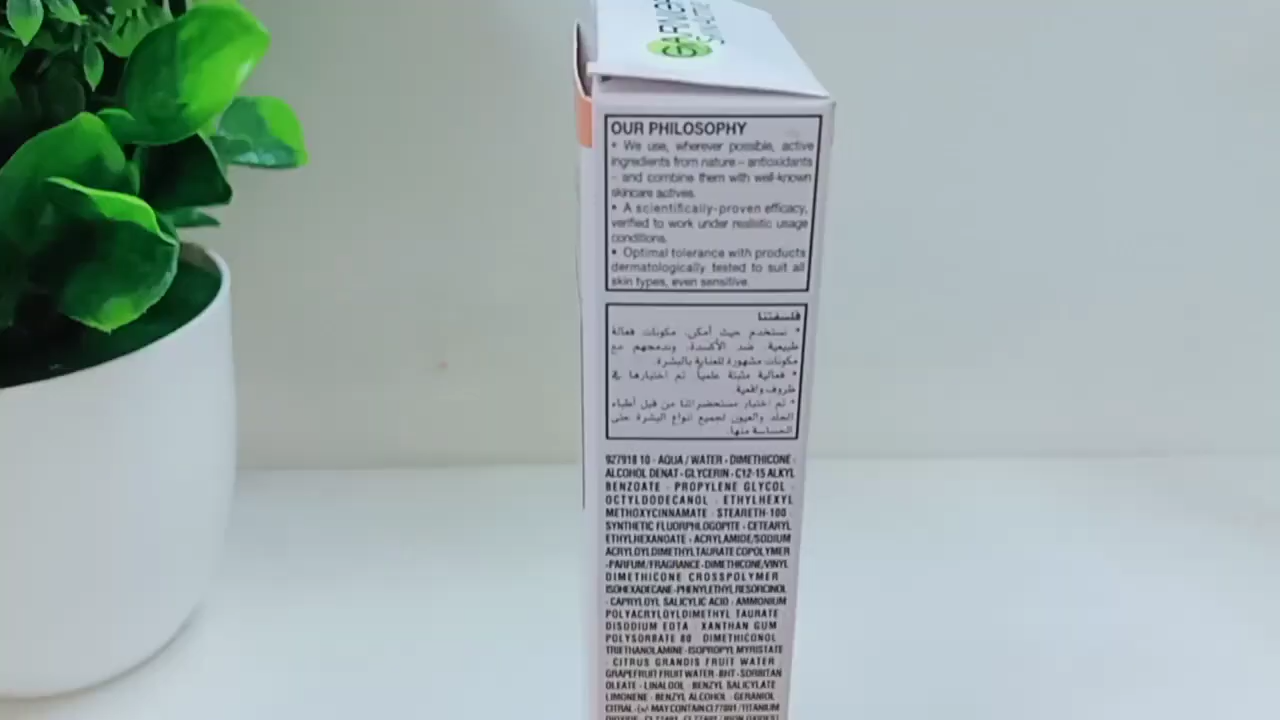 GARNIER
OUR PHILOSOPHY
• We use, wherever possible, active
ingredients from nature – antioxidants
– and combine them with well-known
skincare actives.
• A scientifically-proven efficacy,
verified to work under realistic usage
conditions.
• Optimal tolerance with products
dermatologically tested to suit all
skin types, even sensitive.
فلسفتنا
• نستخدم حيث أمكن، مكونات فعالة
طبيعية ضد الأكسدة، وندمجهم مع
مكونات مشهورة للعناية بالبشرة.
• فعالية مثبتة علمياً تم اختبارها في
ظروف واقعية.
• تم اختبار مستحضراتنا من قبل أطباء
الجلد والعيون لجميع أنواع البشرة حتى
الحساسة منها.
927918 10 - AQUA / WATER - DIMETHICONE -
ALCOHOL DENAT - GLYCERIN - C12-15 ALKYL
BENZOATE - PROPYLENE GLYCOL -
OCTYLDODECANOL - ETHYLHEXYL
METHOXYCINNAMATE - STEARETH-100 -
SYNTHETIC FLUORPHLOGOPITE - CETEARYL
ETHYLHEXANOATE - ACRYLAMIDE/SODIUM
ACRYLOYLDIMETHYLTAURATE COPOLYMER
- PARFUM/FRAGRANCE - DIMETHICONE/VINYL
DIMETHICONE CROSSPOLYMER
ISOHEXADECANE - PHENYLETHYL RESORCINOL
- CAPRYLOYL SALICYLIC ACID - AMMONIUM
POLYACRYLOYLDIMETHYL TAURATE
DISODIUM EDTA - XANTHAN GUM
POLYSORBATE 80 DIMETHICONOL
TRIETHANOLAMINE - ISOPROPYL MYRISTATE
- CITRUS GRANDIS FRUIT WATER
GRAPEFRUIT FRUIT WATER - BHT - SORBITAN
OLEATE - LINALOOL - BENZYL SALICYLATE
LIMONENE - BENZYL ALCOHOL - GERANIOL
CITRAL - (+/- MAY CONTAIN CI 77891 / TITANIUM